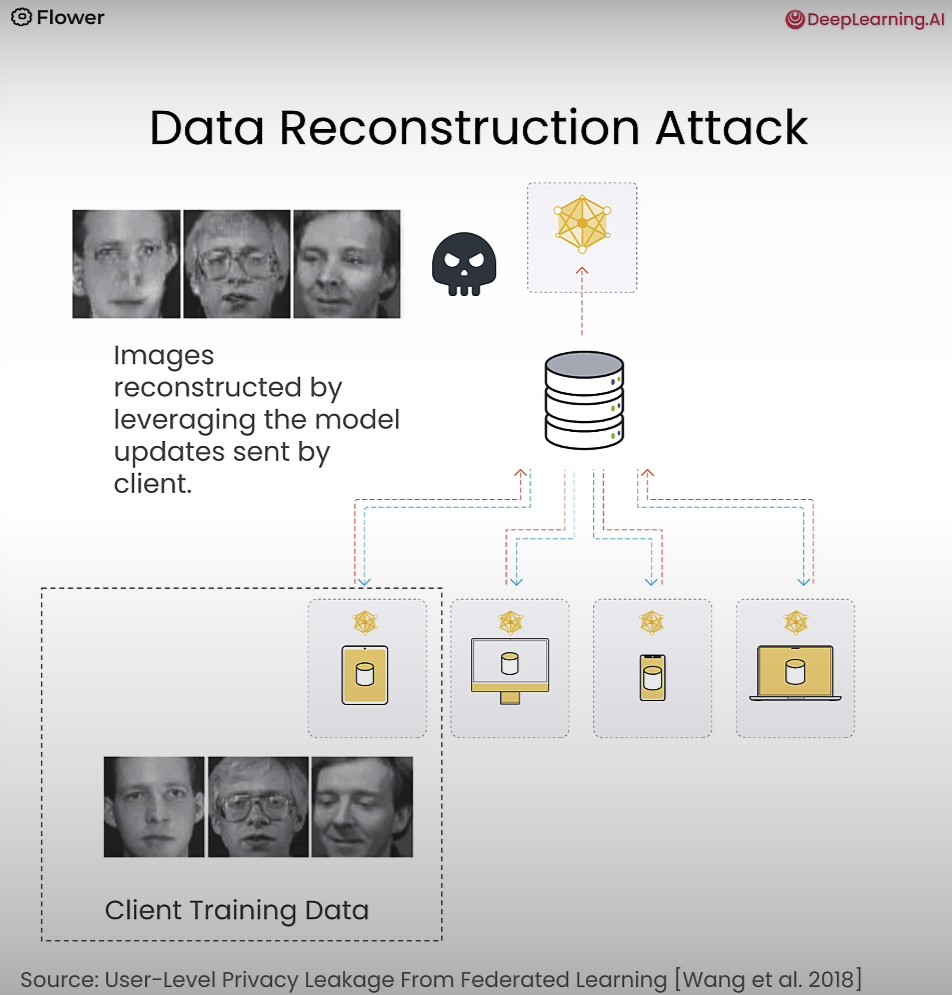 Flower
DeepLearning.AI
Data Reconstruction Attack
Images
reconstructed by
leveraging the model
updates sent by
client.
Client Training Data
Source: User-Level Privacy Leakage From Federated Learning [Wang et al. 2018]